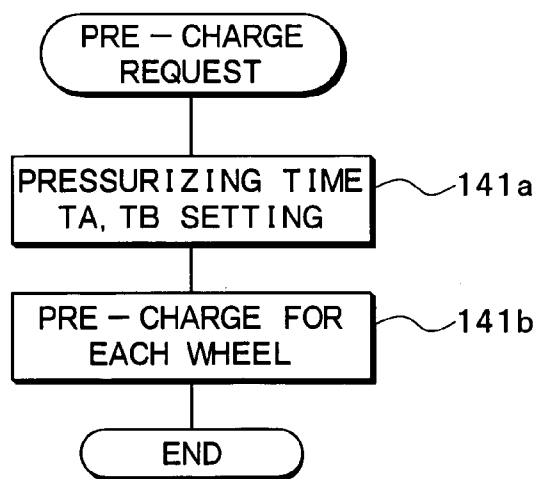 PRE-CHARGE
REQUEST
PRESSURIZING TIME
TA, TB SETTING
141a
PRE-CHARGE FOR
EACH WHEEL
141b
END